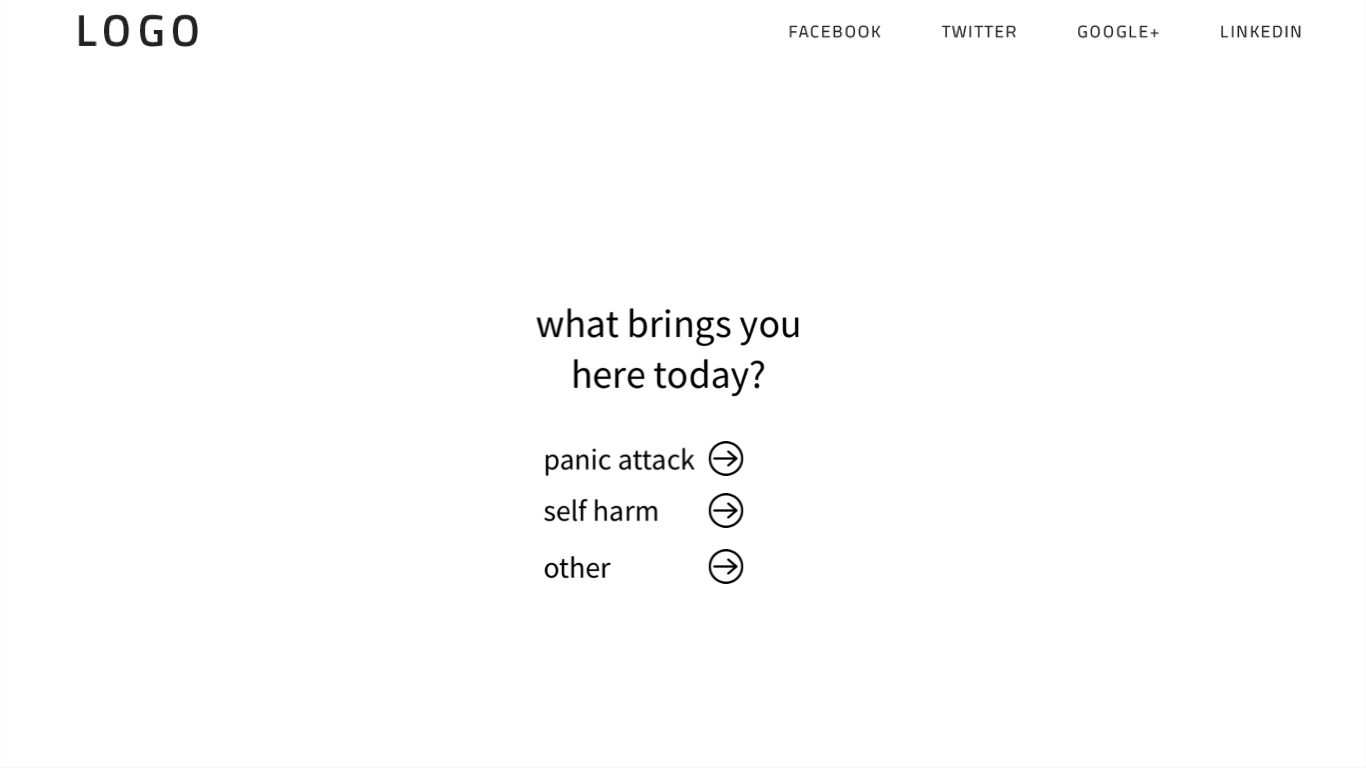 LOGO FACEBOOK TWITTER GOOGLE+ LINKEDIN
what brings you
here today?
panic attack
self harm
other